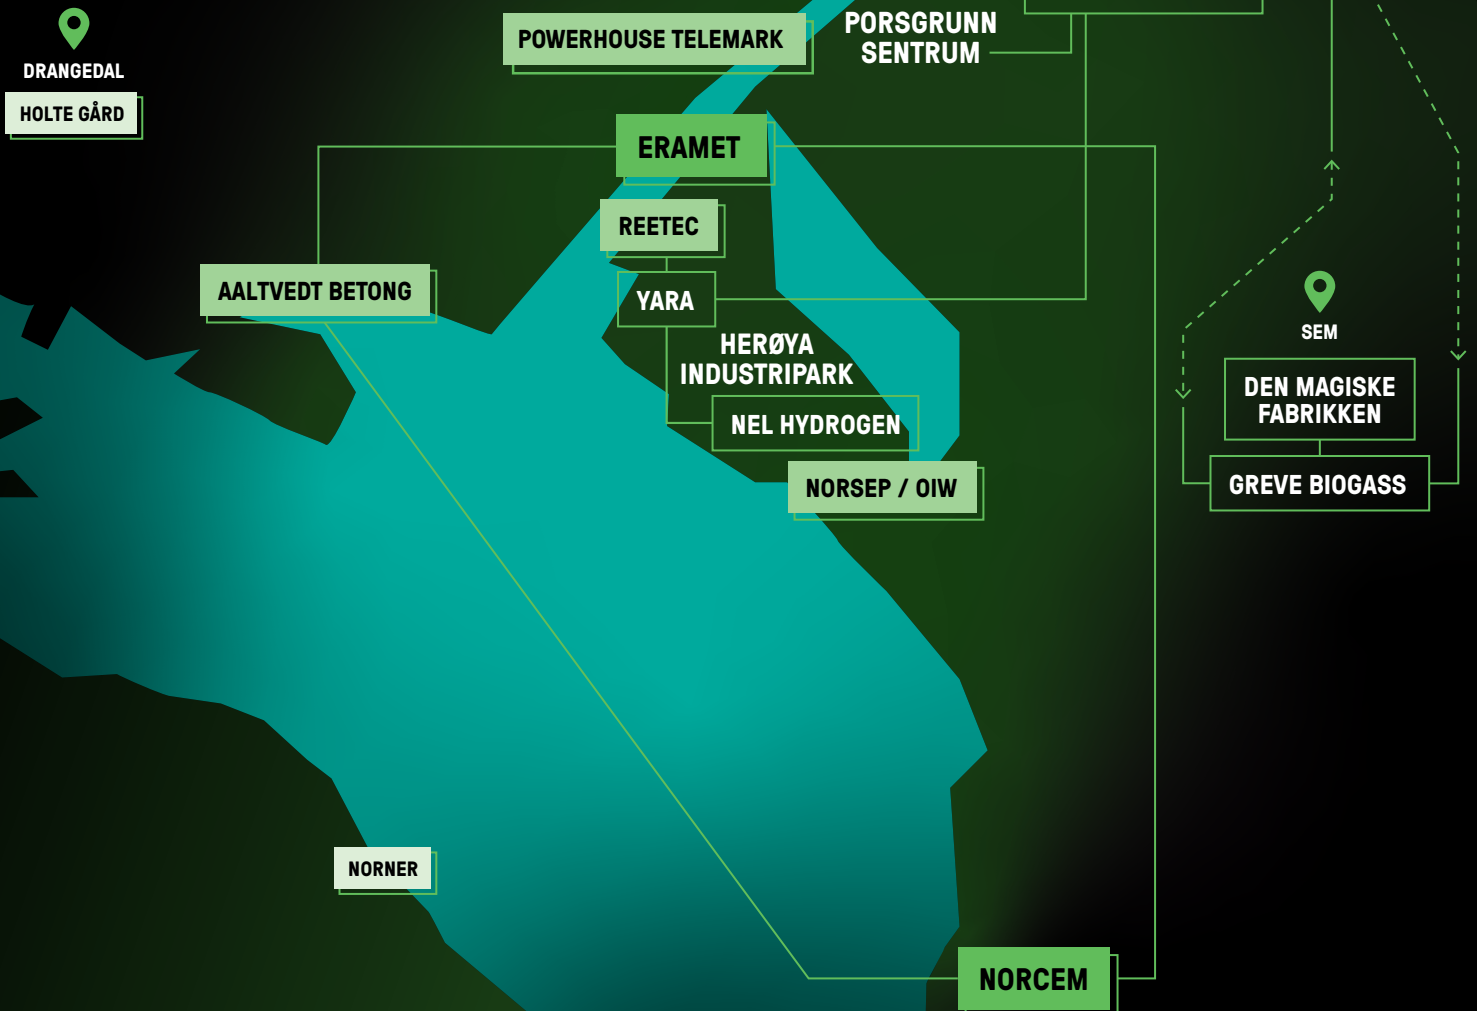 POWERHOUSE TELEMARK
PORSGRUNN
SENTRUM
DRANGEDAL
HOLTE GÅRD
ERAMET
REETEC
AALTVEDT BETONG
YARA
HERØYA
INDUSTRIPARK
NEL HYDROGEN
NORSEP / OIW
SEM
DEN MAGISKE
FABRIKKEN
GREVE BIOGASS
NORNER
NORCEM